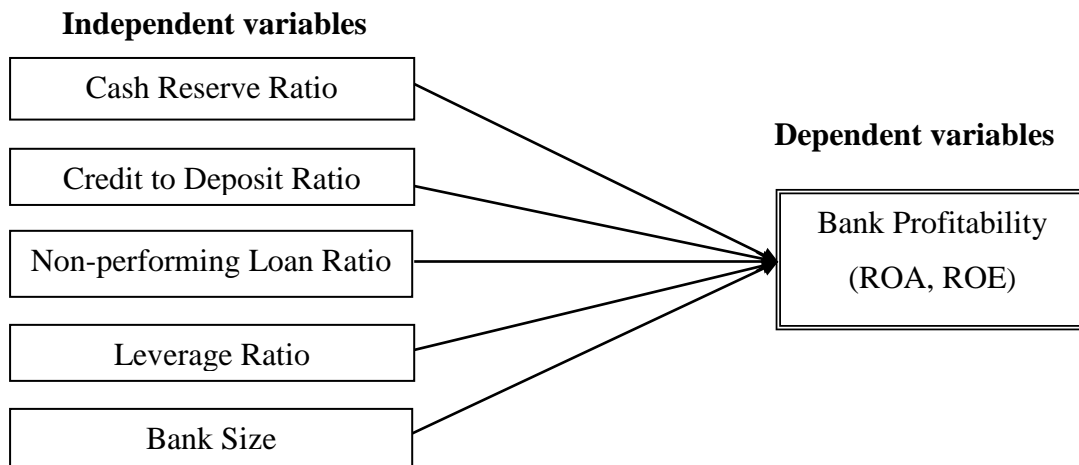 Independent variables
Cash Reserve Ratio
Credit to Deposit Ratio
Non-performing Loan Ratio
Leverage Ratio
Bank Size
Dependent variables
Bank Profitability
(ROA, ROE)